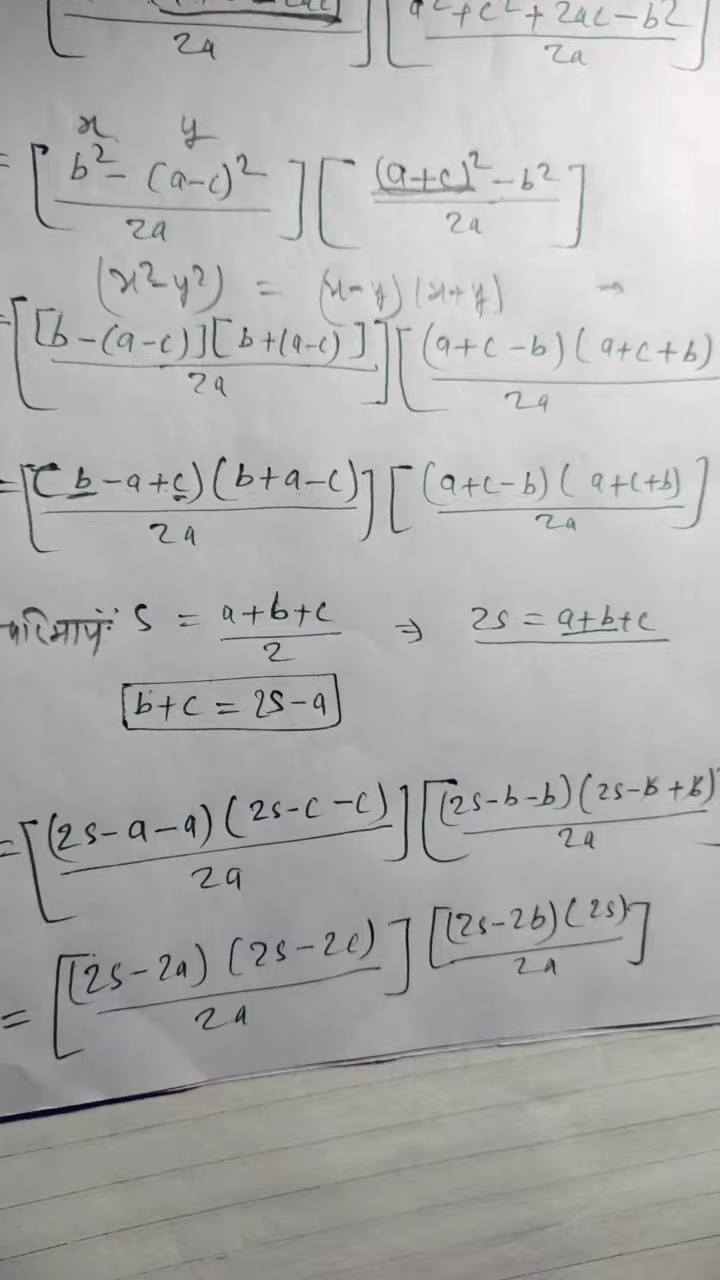 2a ] [ a²+c²+2ac-b² / 2a ]
x y
= [ b²-(a-c)² / 2a ] [ (a+c)²-b² / 2a ]
(x²-y²) = (x-y)(x+y) →
= [ [b-(a-c)][b+(a-c)] / 2a ] [ (a+c-b)(a+c+b) / 2a
= [ (b-a+c)(b+a-c) / 2a ] [ (a+c-b)(a+c+b) / 2a ]
S = a+b+c / 2 ⇒ 2s = a+b+c
b+c = 2s-a
= [ (2s-a-a)(2s-c-c) / 2a ] [ (2s-b-b)(2s-b+b) / 2a
= [ (2s-2a)(2s-2c) / 2a ] [ (2s-2b)(2s) / 2a ]